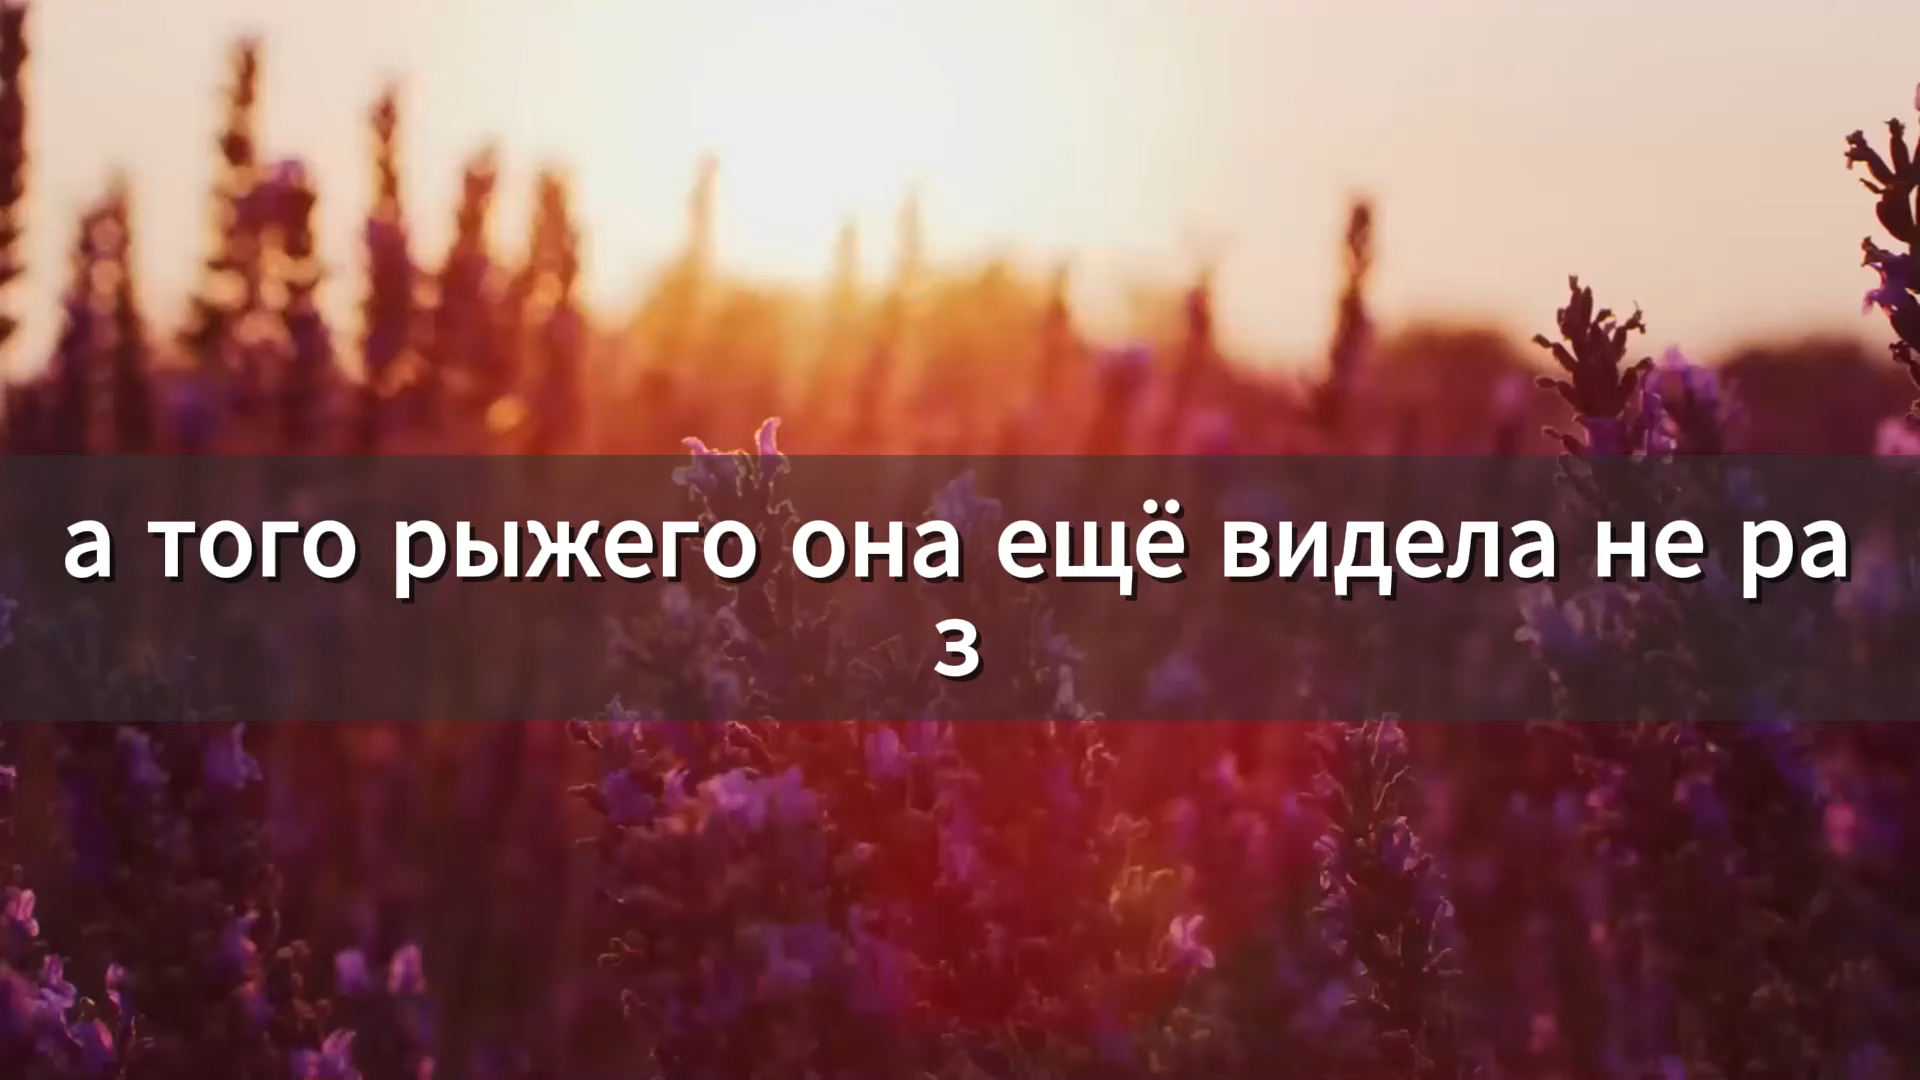 а того рыжего она ещё видела не ра
з